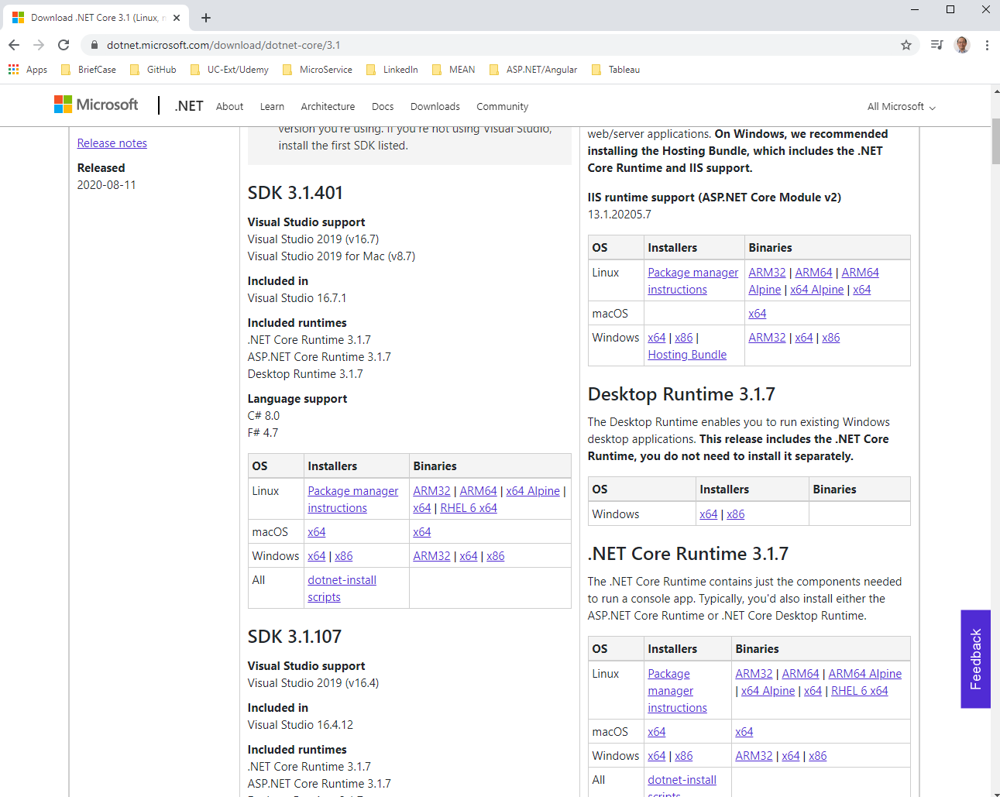 Download .NET Core 3.1 (Linux,
dotnet.microsoft.com/download/dotnet-core/3.1
Apps
BriefCase
GitHub
UC-Ext/Udemy
MicroService
LinkedIn
MEAN
ASP.NET/Angular
Tableau
Microsoft
.NET
About
Learn
Architecture
Docs
Downloads
Community
All Microsoft
Release notes
Released
2020-08-11
version you're using. If you're not using Visual Studio,
install the first SDK listed.
SDK 3.1.401
Visual Studio support
Visual Studio 2019 (v16.7)
Visual Studio 2019 for Mac (v8.7)
Included in
Visual Studio 16.7.1
Included runtimes
.NET Core Runtime 3.1.7
ASP.NET Core Runtime 3.1.7
Desktop Runtime 3.1.7
Language support
C# 8.0
F# 4.7
OS Installers Binaries
Linux Package manager ARM32 | ARM64 | x64 Alpine |
instructions x64 | RHEL 6 x64
macOS x64 x64
Windows x64 | x86 ARM32 | x64 | x86
All dotnet-install
scripts
SDK 3.1.107
Visual Studio support
Visual Studio 2019 (v16.4)
Included in
Visual Studio 16.4.12
Included runtimes
.NET Core Runtime 3.1.7
ASP.NET Core Runtime 3.1.7
web/server applications. On Windows, we recommended
installing the Hosting Bundle, which includes the .NET
Core Runtime and IIS support.
IIS runtime support (ASP.NET Core Module v2)
13.1.20205.7
OS Installers Binaries
Linux Package manager ARM32 | ARM64 | ARM64
instructions Alpine | x64 Alpine | x64
macOS x64
Windows x64 | x86 | ARM32 | x64 | x86
Hosting Bundle
Desktop Runtime 3.1.7
The Desktop Runtime enables you to run existing Windows
desktop applications. This release includes the .NET Core
Runtime, you do not need to install it separately.
OS Installers Binaries
Windows x64 | x86
.NET Core Runtime 3.1.7
The .NET Core Runtime contains just the components needed
to run a console app. Typically, you'd also install either the
ASP.NET Core Runtime or .NET Core Desktop Runtime.
OS Installers Binaries
Linux Package ARM32 | ARM64 | ARM64 Alpine
manager | x64 Alpine | x64 | RHEL 6 x64
instructions
macOS x64 x64
Windows x64 | x86 ARM32 | x64 | x86
All dotnet-install
scripts
Feedback